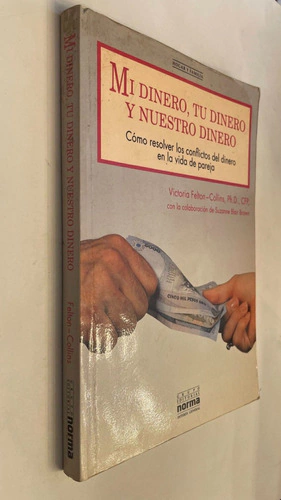 HOGAR Y FAMILIA
MI DINERO, TU DINERO
Y NUESTRO DINERO
Cómo resolver los conflictos del dinero
en la vida de pareja
Victoria Felton-Collins, Ph.D., CFP,
con la colaboración de Suzanne Blair Brown
norma
MI DINERO, TU DINERO Y NUESTRO DINERO
Felton-Collins
norma